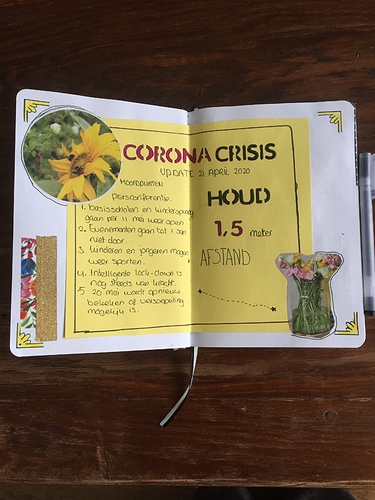 CORONA CRISIS
UPDATE 21 APRIL 2020
HOOFDPUNTEN
persconferentie:
1. basisscholen en kinderopvang
gaan per 11 mei weer open.
2. Evenementen gaan tot 1 sep
niet door.
3. kinderen en jongeren mogen
weer sporten.
4. Intelligente lock-down is
nog steeds van kracht.
5. 20 mei wordt opnieuw
bekeken of versoepeling
mogelijk is.
HOUD
1,5 meter
AFSTAND